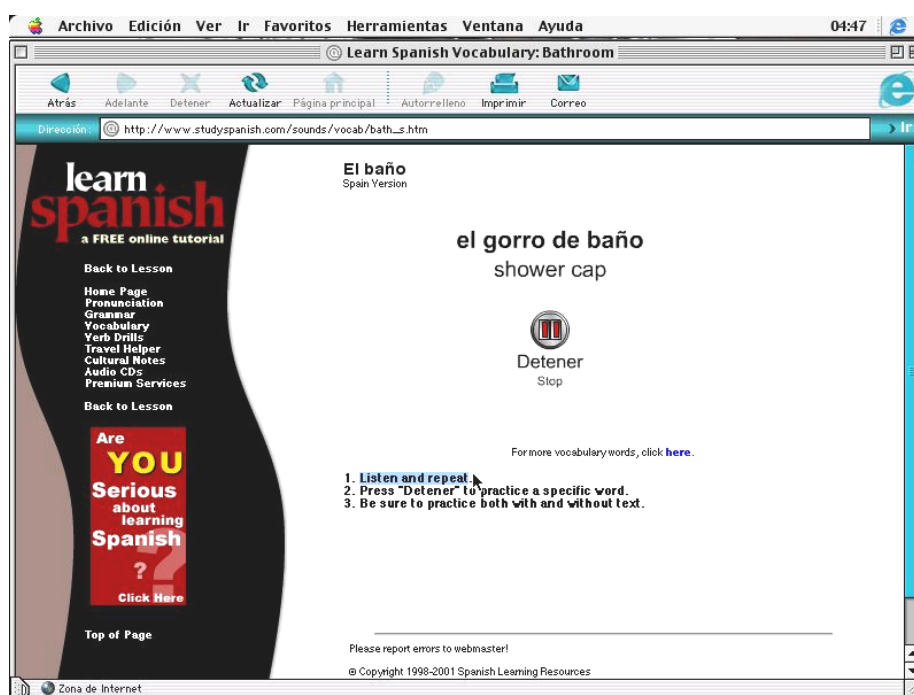 Archivo Edición Ver Ir Favoritos Herramientas Ventana Ayuda 04:47
Learn Spanish Vocabulary: Bathroom
Atrás Adelante Detener Actualizar Página principal Autorrelleno Imprimir Correo
Dirección: http://www.studyspanish.com/sounds/vocab/bath_s.htm Ir
learn
spanish
a FREE online tutorial
Back to Lesson
Home Page
Pronunciation
Grammar
Vocabulary
Verb Drills
Travel Helper
Cultural Notes
Audio CDs
Premium Services
Back to Lesson
Are
YOU
Serious
about
learning
Spanish
?
Click Here
Top of Page
El baño
Spain Version
el gorro de baño
shower cap
Detener
Stop
For more vocabulary words, click here.
1. Listen and repeat.
2. Press "Detener" to practice a specific word.
3. Be sure to practice both with and without text.
Please report errors to webmaster!
© Copyright 1998-2001 Spanish Learning Resources
Zona de Internet